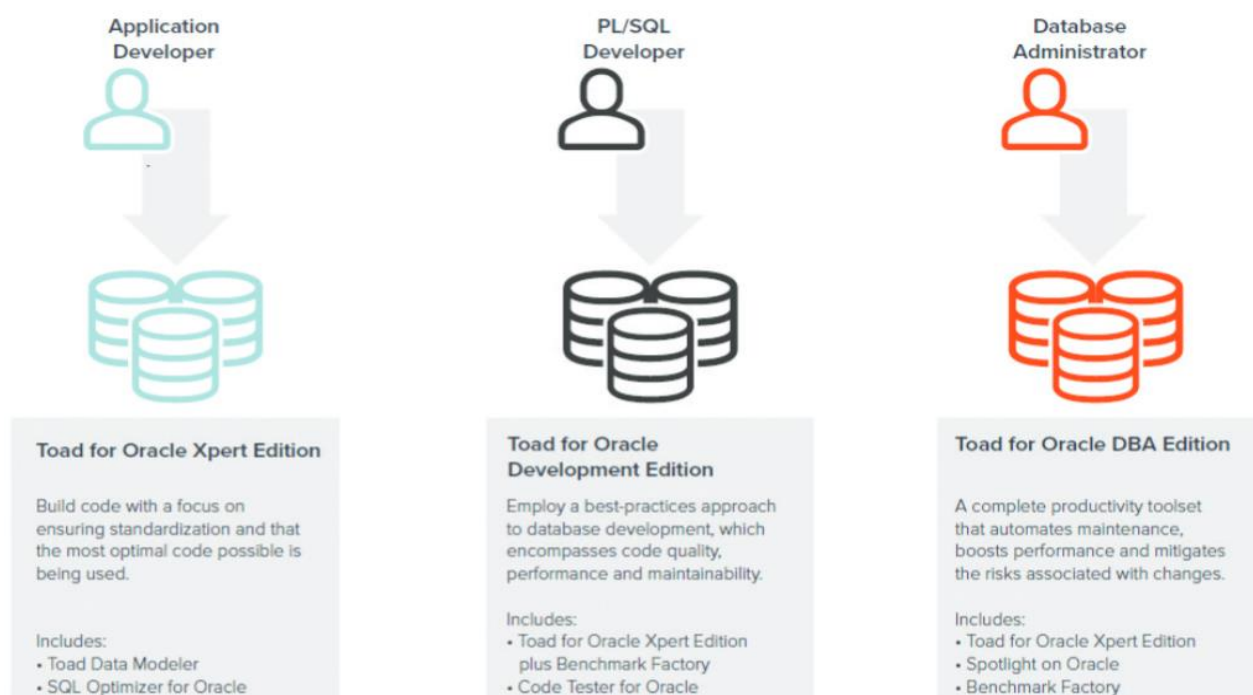 Application
Developer
PL/SQL
Developer
Database
Administrator
Toad for Oracle Xpert Edition
Build code with a focus on
ensuring standardization and that
the most optimal code possible is
being used.
Includes:
• Toad Data Modeler
• SQL Optimizer for Oracle
Toad for Oracle
Development Edition
Employ a best-practices approach
to database development, which
encompasses code quality,
performance and maintainability.
Includes:
• Toad for Oracle Xpert Edition
plus Benchmark Factory
• Code Tester for Oracle
Toad for Oracle DBA Edition
A complete productivity toolset
that automates maintenance,
boosts performance and mitigates
the risks associated with changes.
Includes:
• Toad for Oracle Xpert Edition
• Spotlight on Oracle
• Benchmark Factory